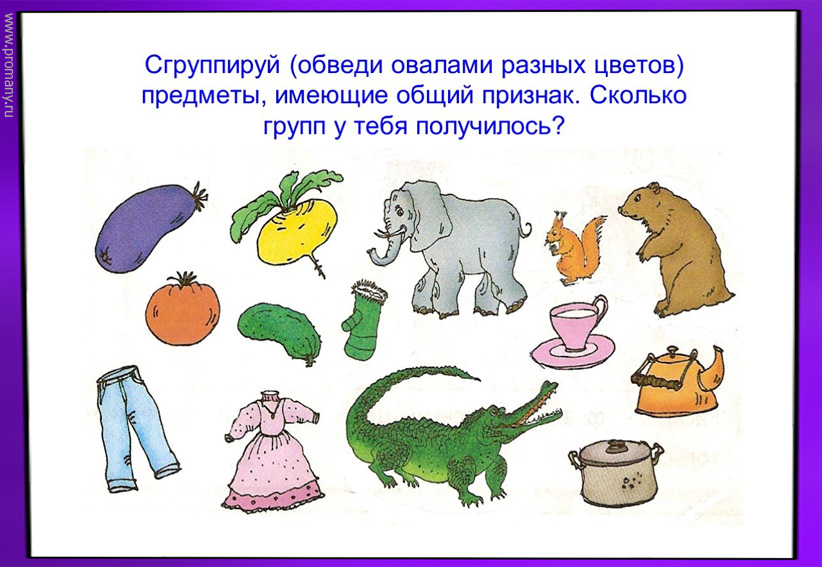 www.promany.ru
Сгруппируй (обведи овалами разных цветов)
предметы, имеющие общий признак. Сколько
групп у тебя получилось?